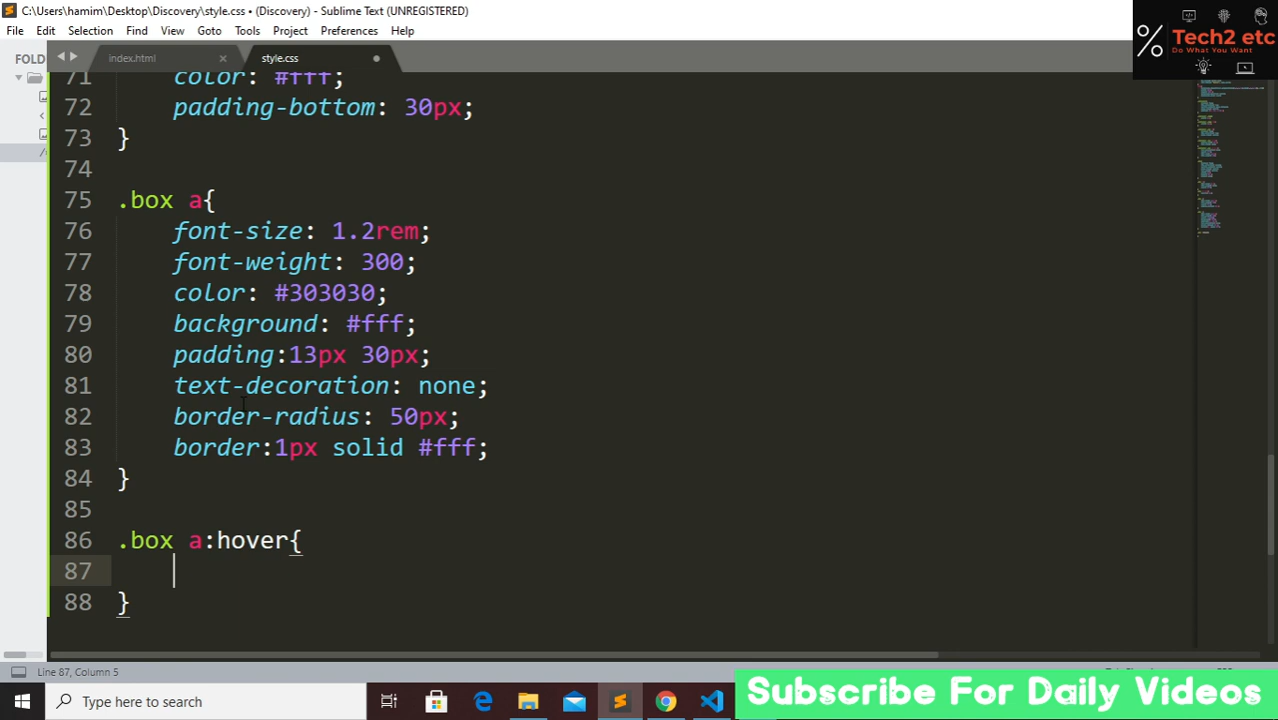 C:\Users\hamim\Desktop\Discovery\style.css • (Discovery) - Sublime Text (UNREGISTERED)
File Edit Selection Find View Goto Tools Project Preferences Help
Tech2 etc
Do What You Want
FOLD
index.html × style.css
71 color: #fff;
72 padding-bottom: 30px;
73 }
74
75 .box a{
76 font-size: 1.2rem;
77 font-weight: 300;
78 color: #303030;
79 background: #fff;
80 padding:13px 30px;
81 text-decoration: none;
82 border-radius: 50px;
83 border:1px solid #fff;
84 }
85
86 .box a:hover{
87
88 }
Line 87, Column 5
Type here to search
Subscribe For Daily Videos